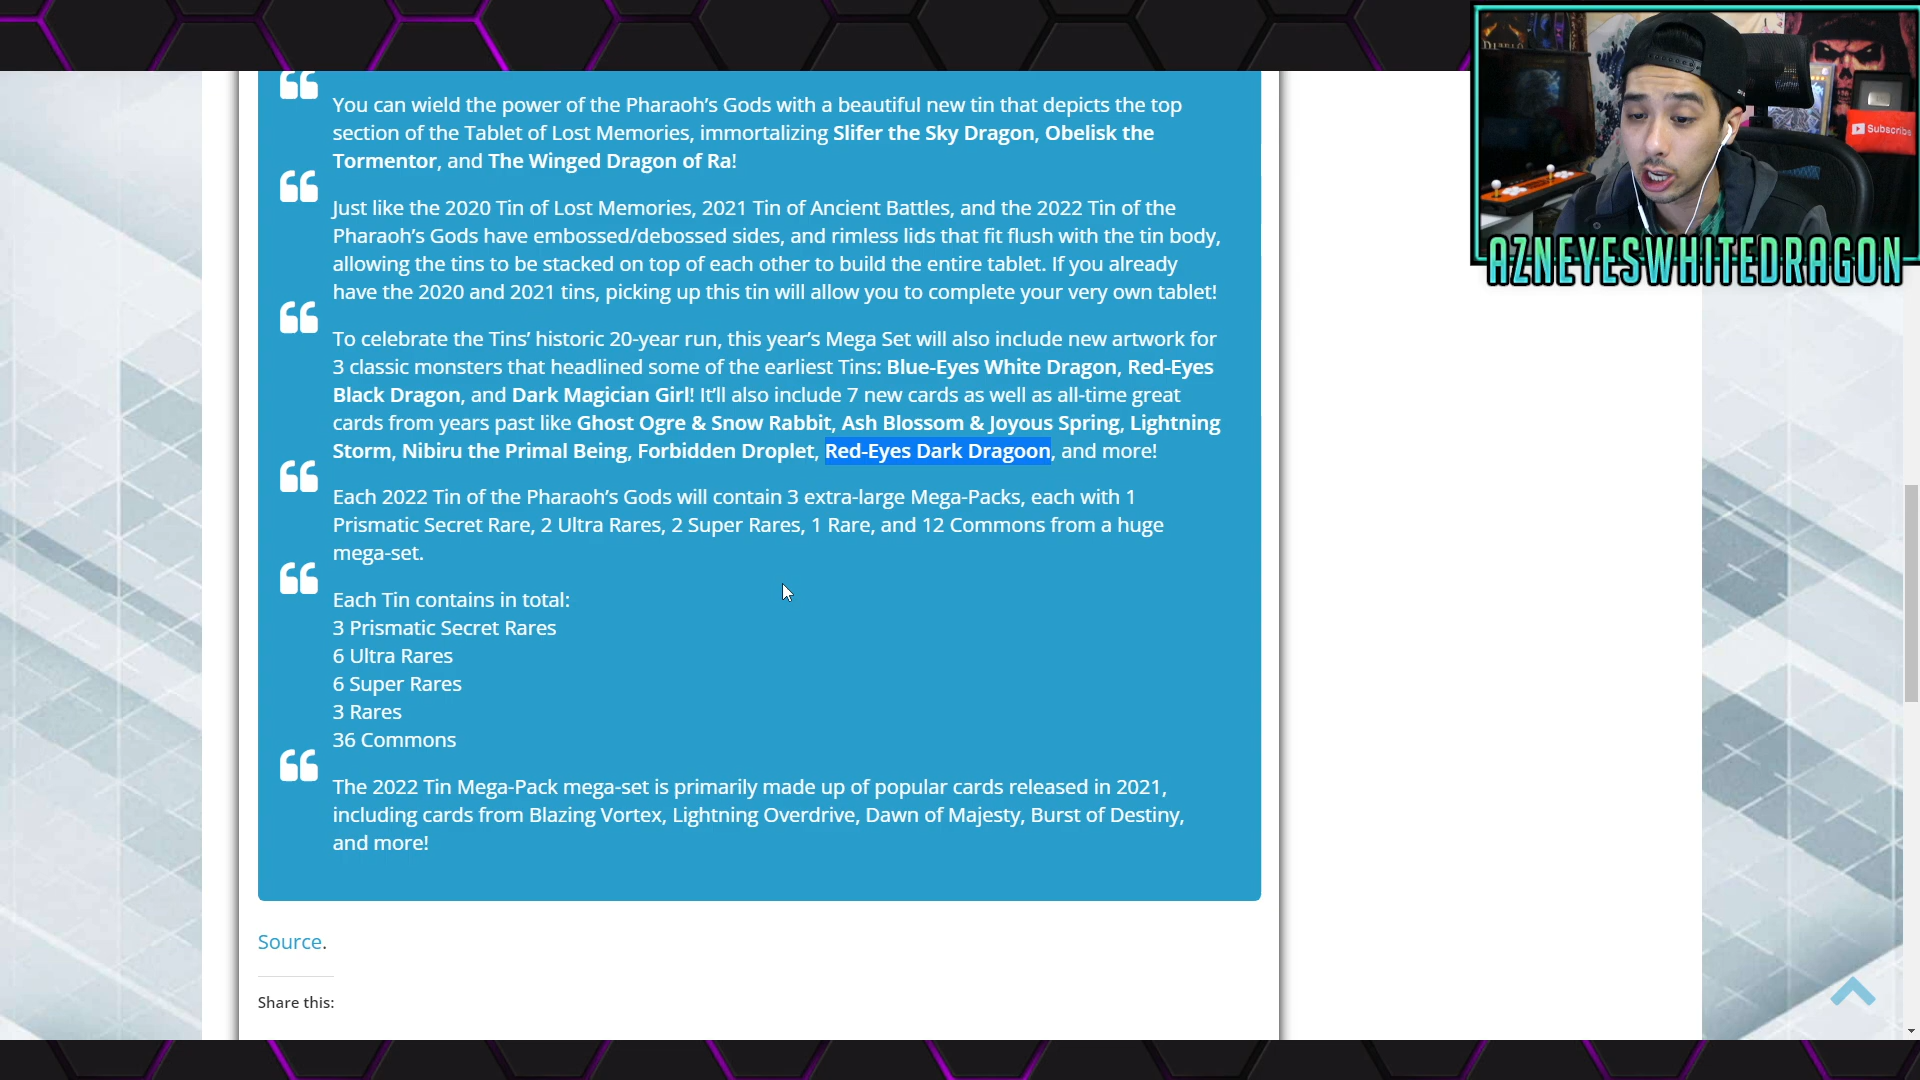 You can wield the power of the Pharaoh's Gods with a beautiful new tin that depicts the top
section of the Tablet of Lost Memories, immortalizing Slifer the Sky Dragon, Obelisk the
Tormentor, and The Winged Dragon of Ra!
Just like the 2020 Tin of Lost Memories, 2021 Tin of Ancient Battles, and the 2022 Tin of the
Pharaoh's Gods have embossed/debossed sides, and rimless lids that fit flush with the tin body,
allowing the tins to be stacked on top of each other to build the entire tablet. If you already
have the 2020 and 2021 tins, picking up this tin will allow you to complete your very own tablet!
To celebrate the Tins' historic 20-year run, this year's Mega Set will also include new artwork for
3 classic monsters that headlined some of the earliest Tins: Blue-Eyes White Dragon, Red-Eyes
Black Dragon, and Dark Magician Girl! It'll also include 7 new cards as well as all-time great
cards from years past like Ghost Ogre & Snow Rabbit, Ash Blossom & Joyous Spring, Lightning
Storm, Nibiru the Primal Being, Forbidden Droplet, Red-Eyes Dark Dragoon, and more!
Each 2022 Tin of the Pharaoh's Gods will contain 3 extra-large Mega-Packs, each with 1
Prismatic Secret Rare, 2 Ultra Rares, 2 Super Rares, 1 Rare, and 12 Commons from a huge
mega-set.
Each Tin contains in total:
3 Prismatic Secret Rares
6 Ultra Rares
6 Super Rares
3 Rares
36 Commons
The 2022 Tin Mega-Pack mega-set is primarily made up of popular cards released in 2021,
including cards from Blazing Vortex, Lightning Overdrive, Dawn of Majesty, Burst of Destiny,
and more!
Source.
Share this:
DIABLO
Subscribe
AZNEYESWHITEDRAGON